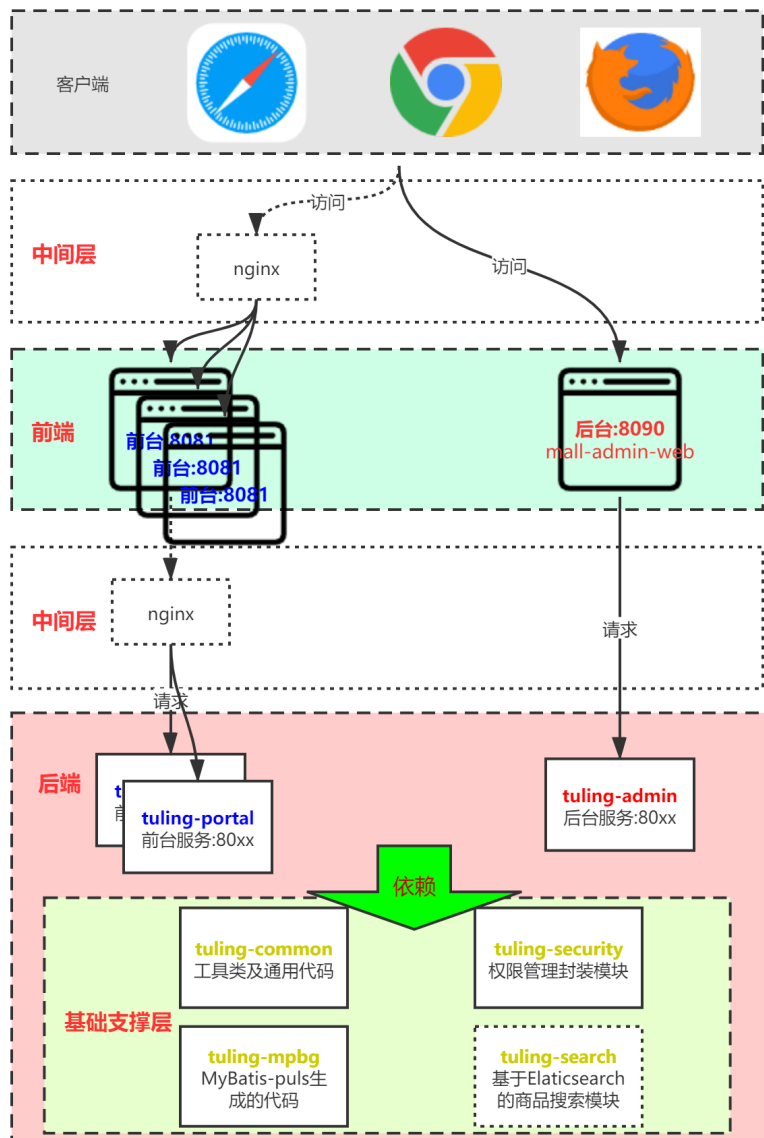 客户端
访问
中间层
nginx
访问
前端
前台:8081
前台:8081
前台:8081
后台:8090
mall-admin-web
中间层
nginx
请求
请求
后端
tuling-portal
前台服务:80xx
tuling-admin
后台服务:80xx
依赖
tuling-common
工具类及通用代码
tuling-security
权限管理封装模块
基础支撑层
tuling-mpbg
MyBatis-puls生
成的代码
tuling-search
基于Elaticsearch
的商品搜索模块